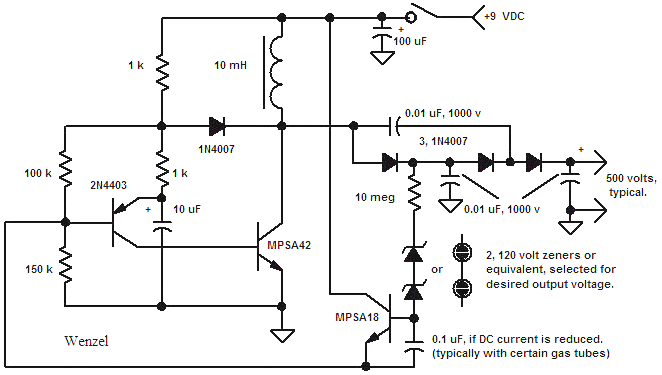 +9 VDC
+
100 uF
1 k
10 mH
0.01 uF, 1000 v
1N4007
3, 1N4007
+
100 k
1 k
2N4403
10 meg
0.01 uF, 1000 v
500 volts,
typical.
+
10 uF
MPSA42
150 k
or
2, 120 volt zeners or
equivalent, selected for
desired output voltage.
MPSA18
Wenzel
0.1 uF, if DC current is reduced.
(typically with certain gas tubes)